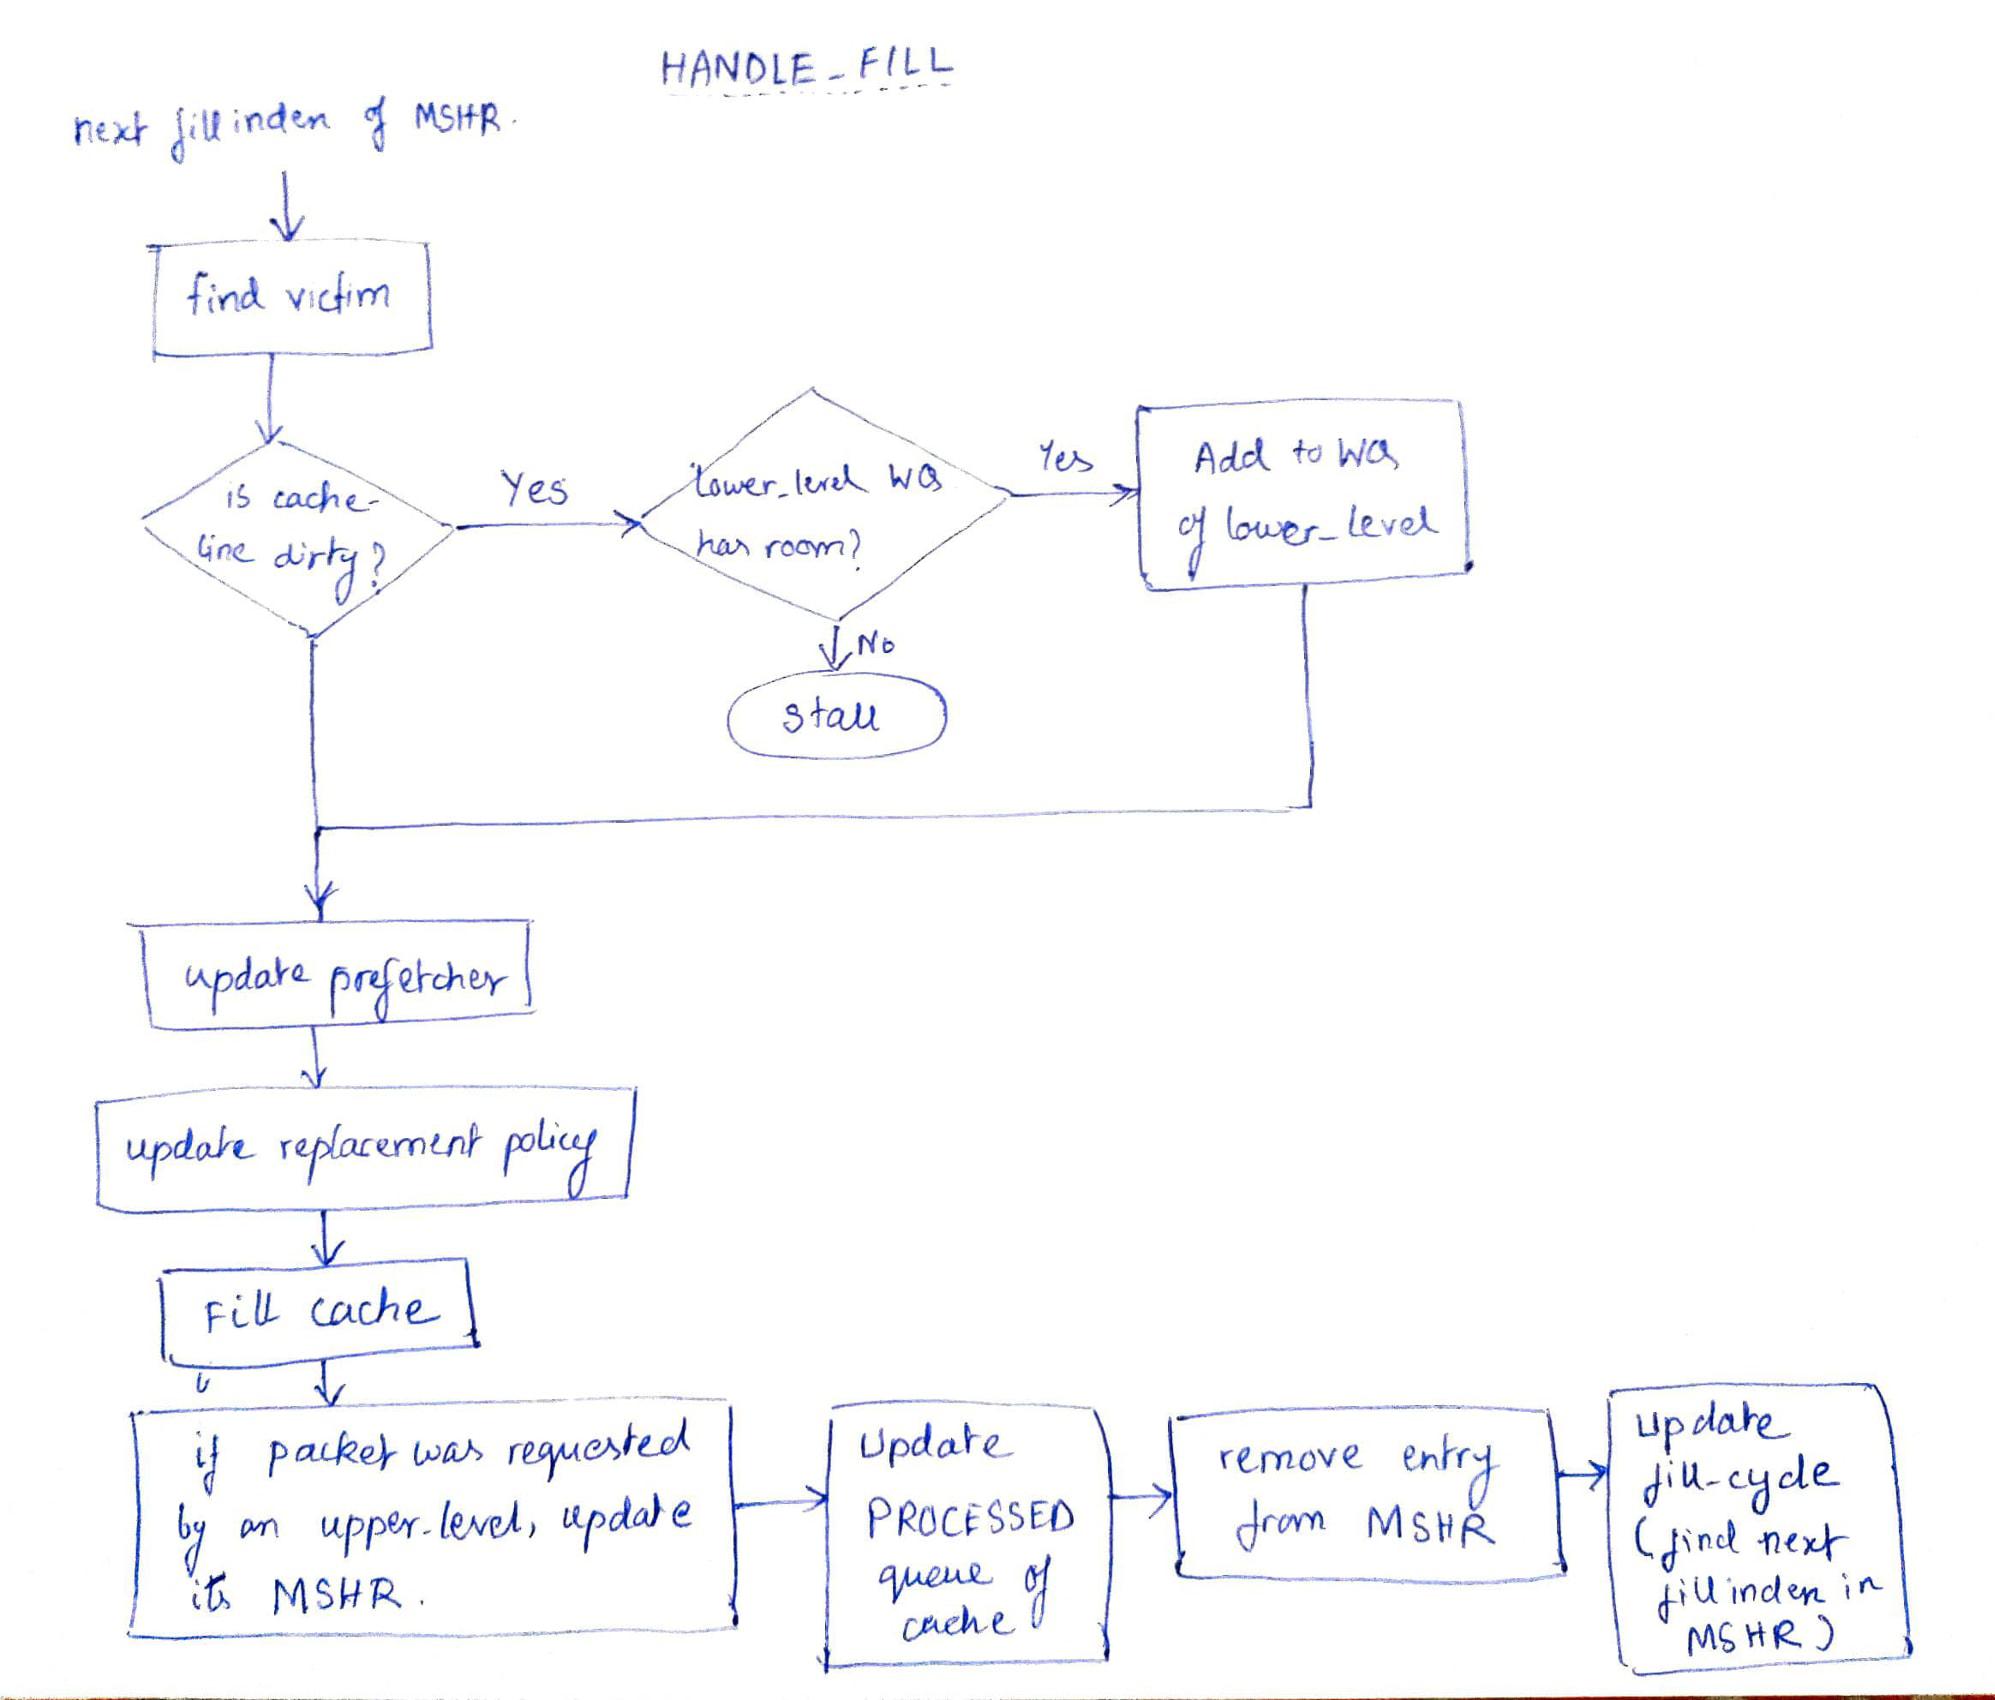 HANDLE_FILL
next fill index of MSHR.
find victim
is cache-
line dirty?
Yes
lower_level WQ
has room?
Yes
Add to WQ
of lower_level
No
stall
update prefetcher
update replacement policy
Fill cache
if packet was requested
by an upper-level, update
its MSHR.
Update
PROCESSED
queue of
cache
remove entry
from MSHR
update
fill-cycle
(find next
fill index in
MSHR)